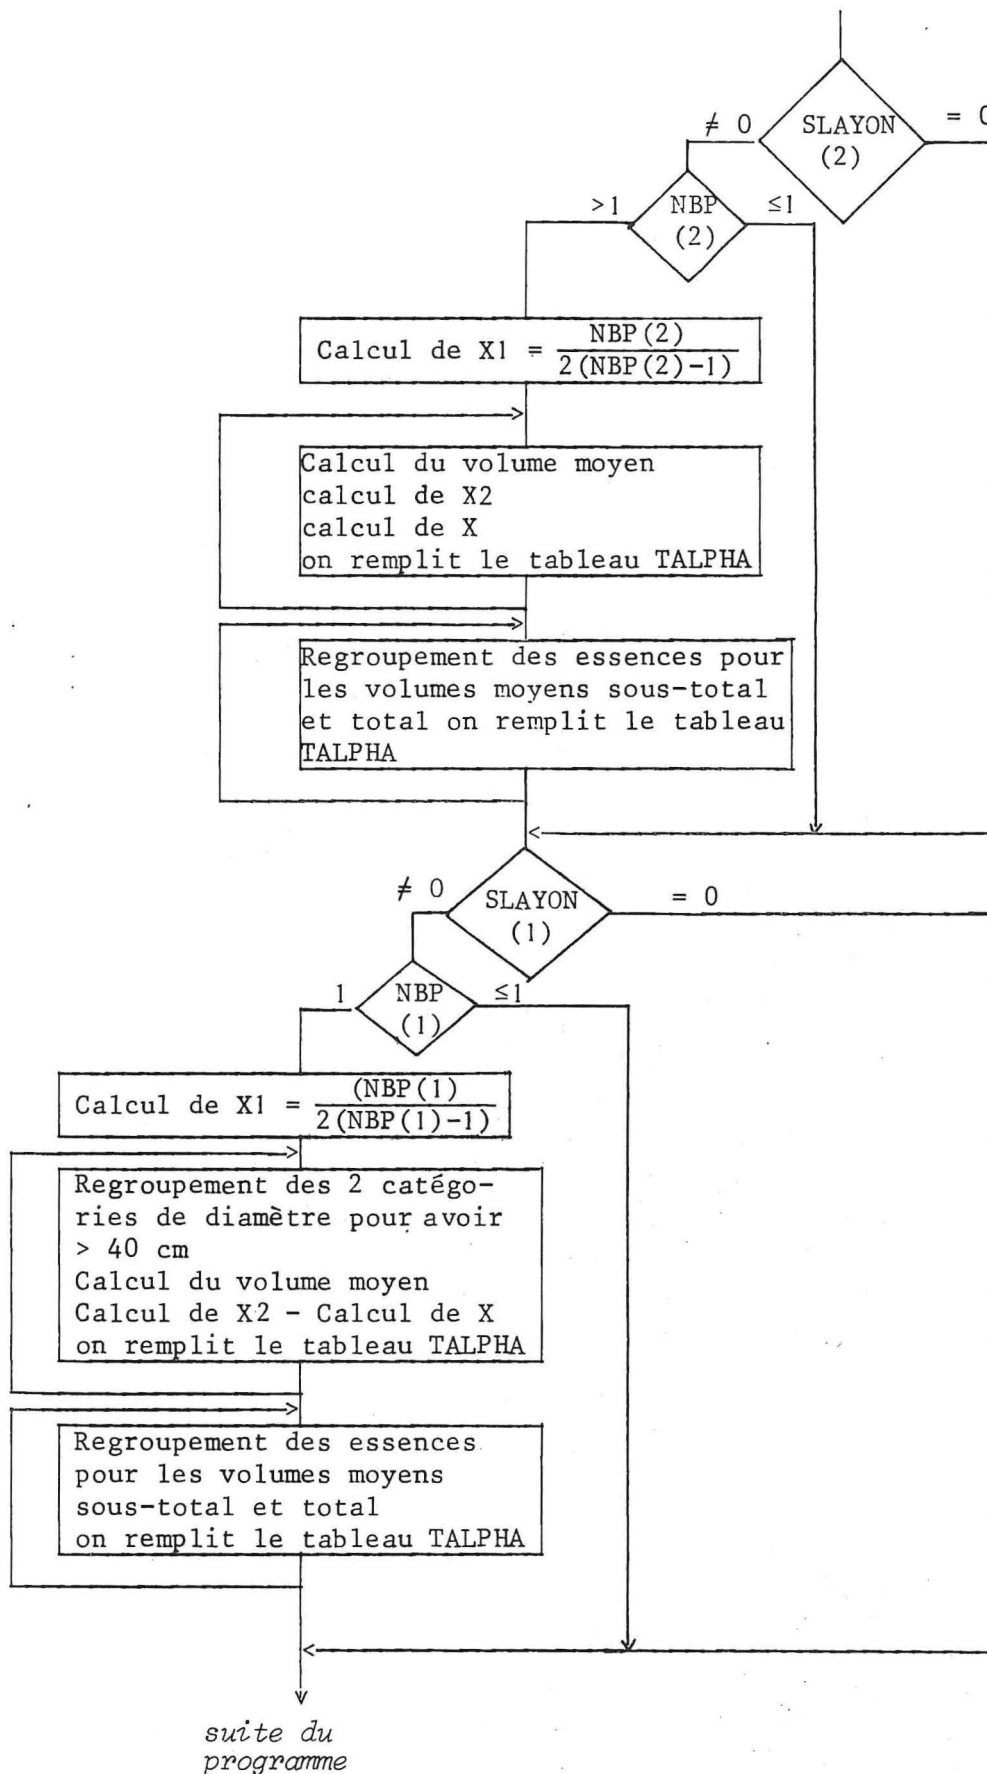 ≠ 0
SLAYON
(2)
= 0
>1
NBP
(2)
≤1
Calcul de X1 = NBP(2)
2(NBP(2)-1)
Calcul du volume moyen
calcul de X2
calcul de X
on remplit le tableau TALPHA
Regroupement des essences pour
les volumes moyens sous-total
et total on remplit le tableau
TALPHA
≠ 0
SLAYON
(1)
= 0
1
NBP
(1)
≤1
Calcul de X1 = (NBP(1)
2(NBP(1)-1)
Regroupement des 2 catégo-
ries de diamètre pour avoir
> 40 cm
Calcul du volume moyen
Calcul de X2 - Calcul de X
on remplit le tableau TALPHA
Regroupement des essences
pour les volumes moyens
sous-total et total
on remplit le tableau TALPHA
suite du
programme